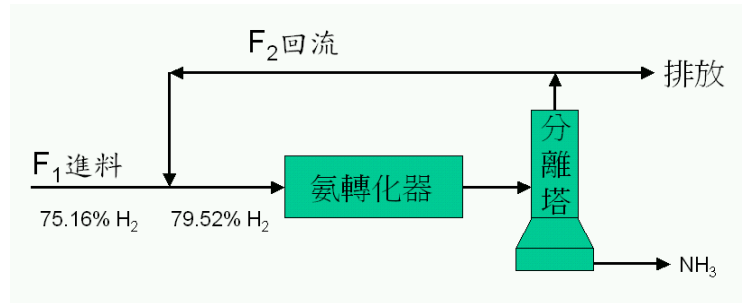 F₂回流
排放
F₁進料
氨轉化器
分離塔
75.16% H₂
79.52% H₂
NH₃